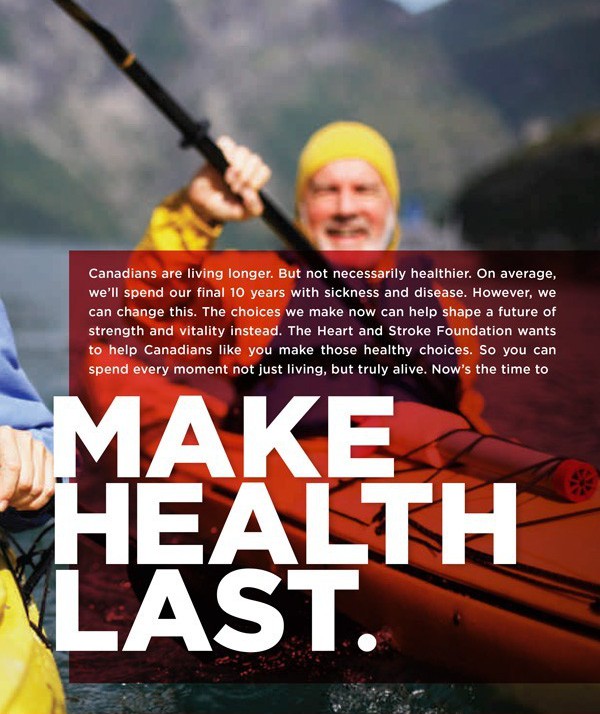 Canadians are living longer. But not necessarily healthier. On average,
we'll spend our final 10 years with sickness and disease. However, we
can change this. The choices we make now can help shape a future of
strength and vitality instead. The Heart and Stroke Foundation wants
to help Canadians like you make those healthy choices. So you can
spend every moment not just living, but truly alive. Now's the time to
MAKE
HEALTH
LAST.